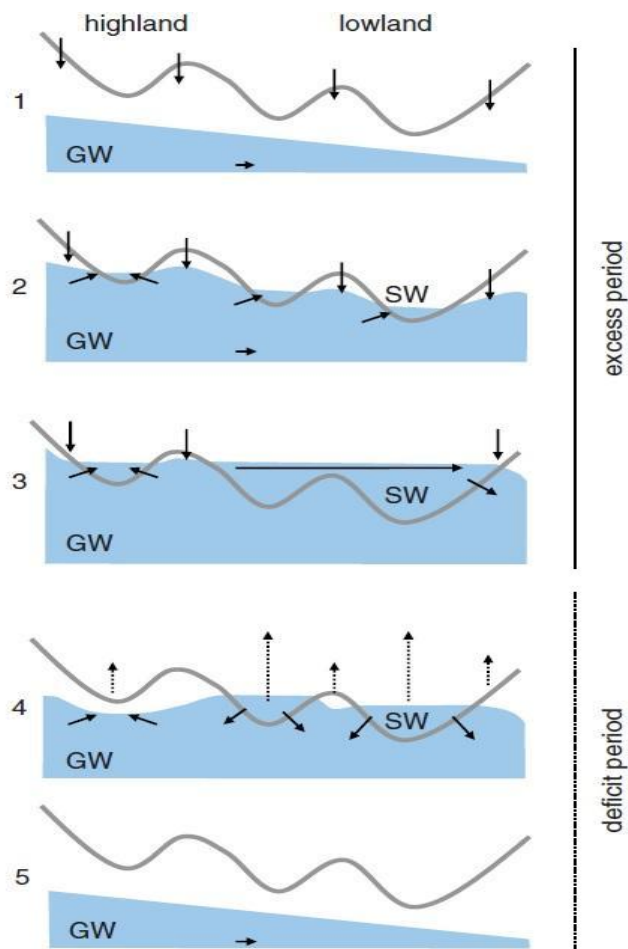 highland lowland
1
GW
2
SW
GW
3
SW
GW
excess period
4
SW
GW
5
GW
deficit period